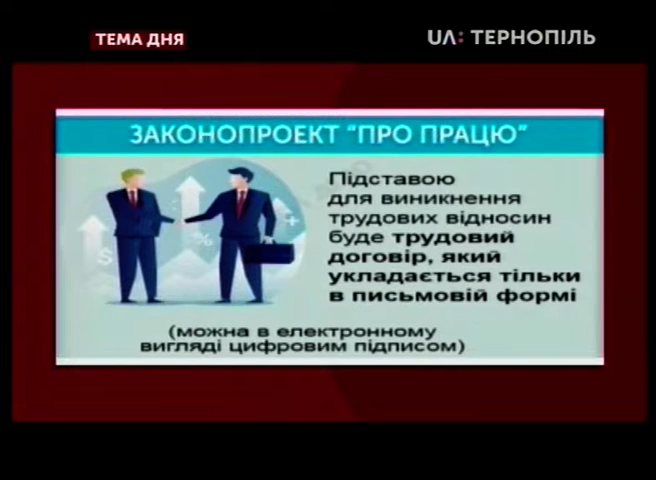 ТЕМА ДНЯ
UA: ТЕРНОПІЛЬ
ЗАКОНОПРОЕКТ "ПРО ПРАЦЮ"
Підставою
для виникнення
трудових відносин
буде трудовий
договір, який
укладається тільки
в письмовій формі
(можна в електронному
вигляді цифровим підписом)